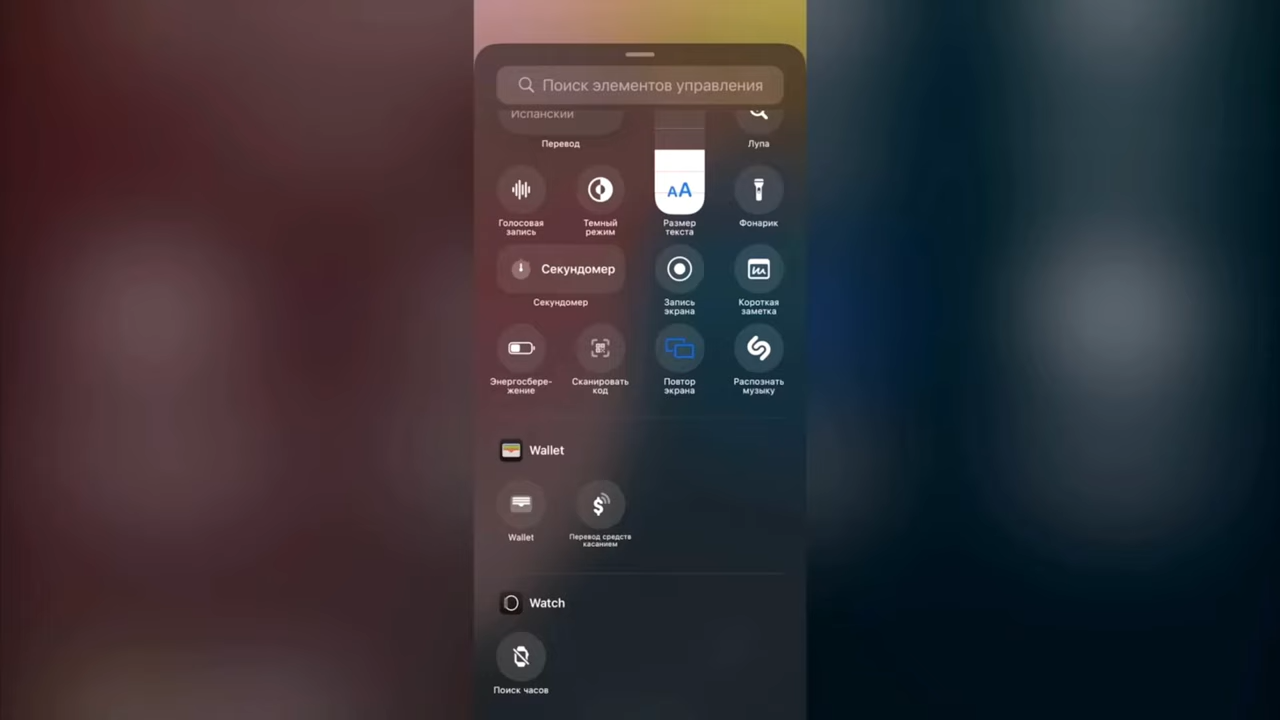 Поиск элементов управления
Испанский
Перевод
Лупа
AA
Голосовая
запись
Темный
режим
Размер
текста
Фонарик
Секундомер
Секундомер
Запись
экрана
Короткая
заметка
Энергосбере-
жение
Сканировать
код
Повтор
экрана
Распознать
музыку
Wallet
Wallet
Перевод средств
касанием
Watch
Поиск часов